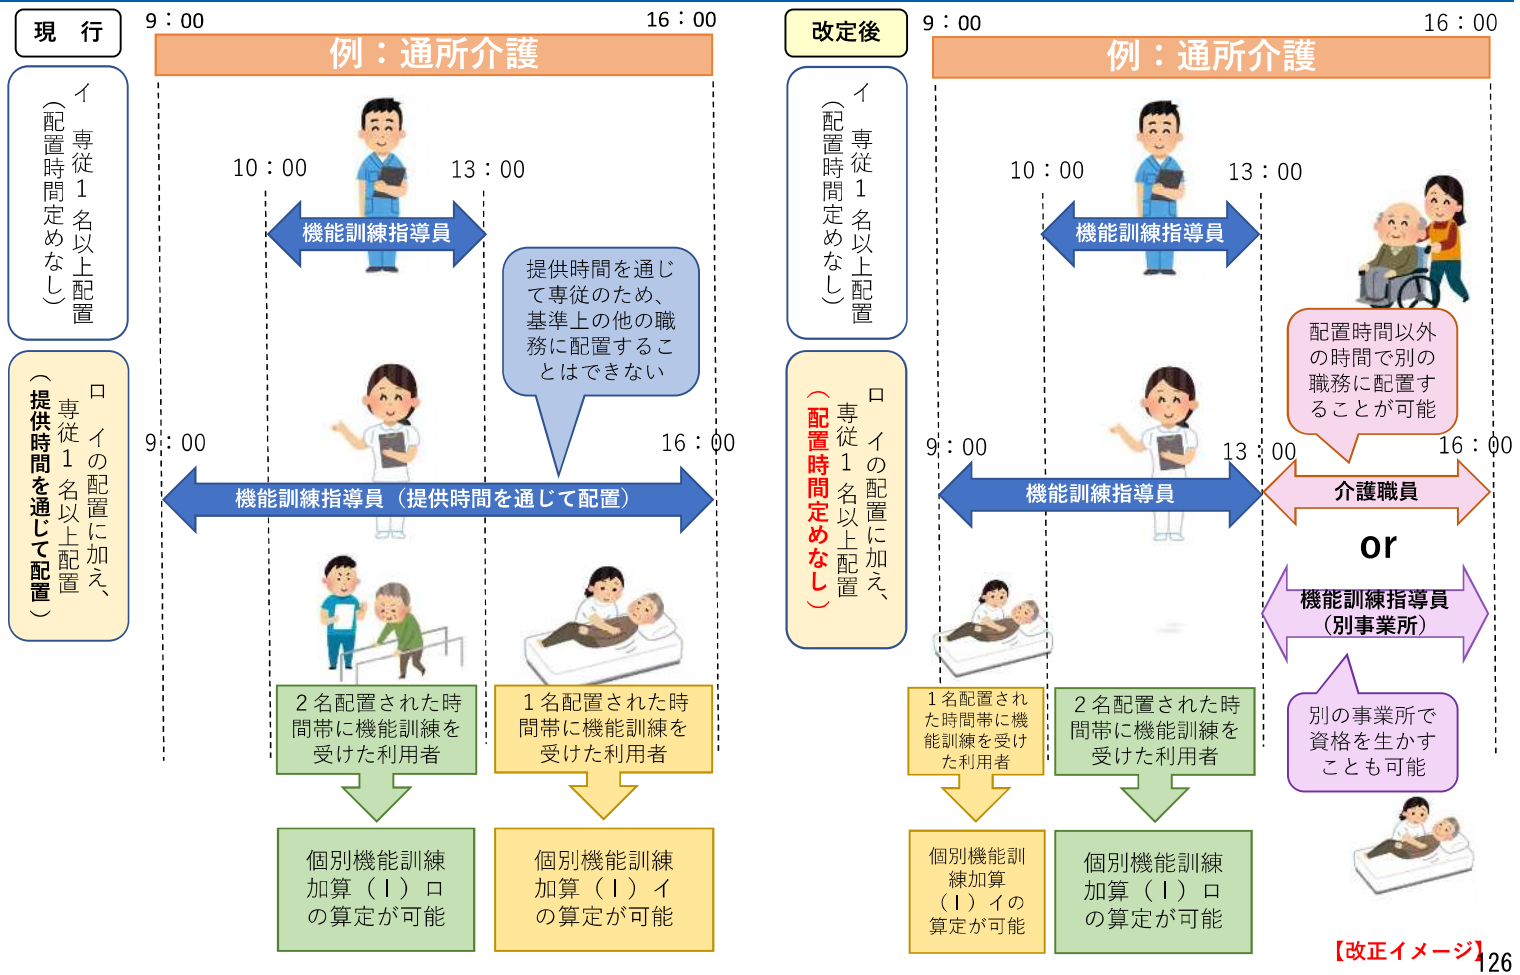 現　行
9：00
16：00
例：通所介護
イ　専従１名以上配置
（配置時間定めなし）
10：00
13：00
機能訓練指導員
提供時間を通じ
て専従のため、
基準上の他の職
務に配置するこ
とはできない
ロ　イの配置に加え、
専従１名以上配置
（提供時間を通じて配置）
9：00
16：00
機能訓練指導員（提供時間を通じて配置）
２名配置された時
間帯に機能訓練を
受けた利用者
１名配置された時
間帯に機能訓練を
受けた利用者
個別機能訓練
加算（Ⅰ）ロ
の算定が可能
個別機能訓練
加算（Ⅰ）イ
の算定が可能
改定後
9：00
16：00
例：通所介護
イ　専従１名以上配置
（配置時間定めなし）
10：00
13：00
機能訓練指導員
配置時間以外
の時間で別の
職務に配置す
ることが可能
ロ　イの配置に加え、
専従１名以上配置
（配置時間定めなし）
9：00
13：00
16：00
機能訓練指導員
介護職員
or
機能訓練指導員
（別事業所）
別の事業所で
資格を生かす
ことも可能
１名配置され
た時間帯に機
能訓練を受け
た利用者
２名配置された時
間帯に機能訓練を
受けた利用者
個別機能訓
練加算
（Ⅰ）イの
算定が可能
個別機能訓練
加算（Ⅰ）ロ
の算定が可能
【改正イメージ】
126